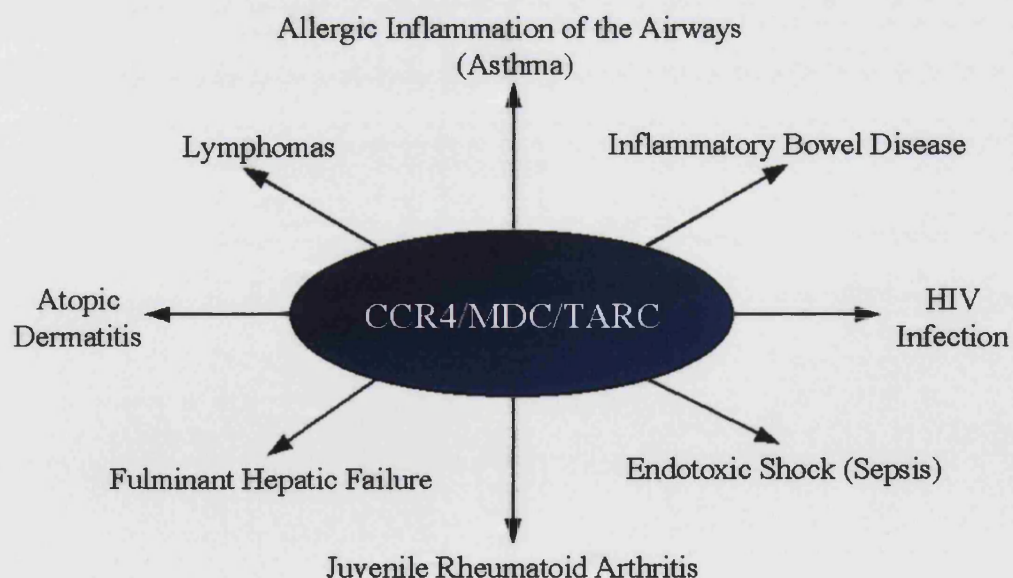 Allergic Inflammation of the Airways
(Asthma)
Lymphomas
Inflammatory Bowel Disease
Atopic
Dermatitis
CCR4/MDC/TARC
HIV
Infection
Fulminant Hepatic Failure
Endotoxic Shock (Sepsis)
Juvenile Rheumatoid Arthritis